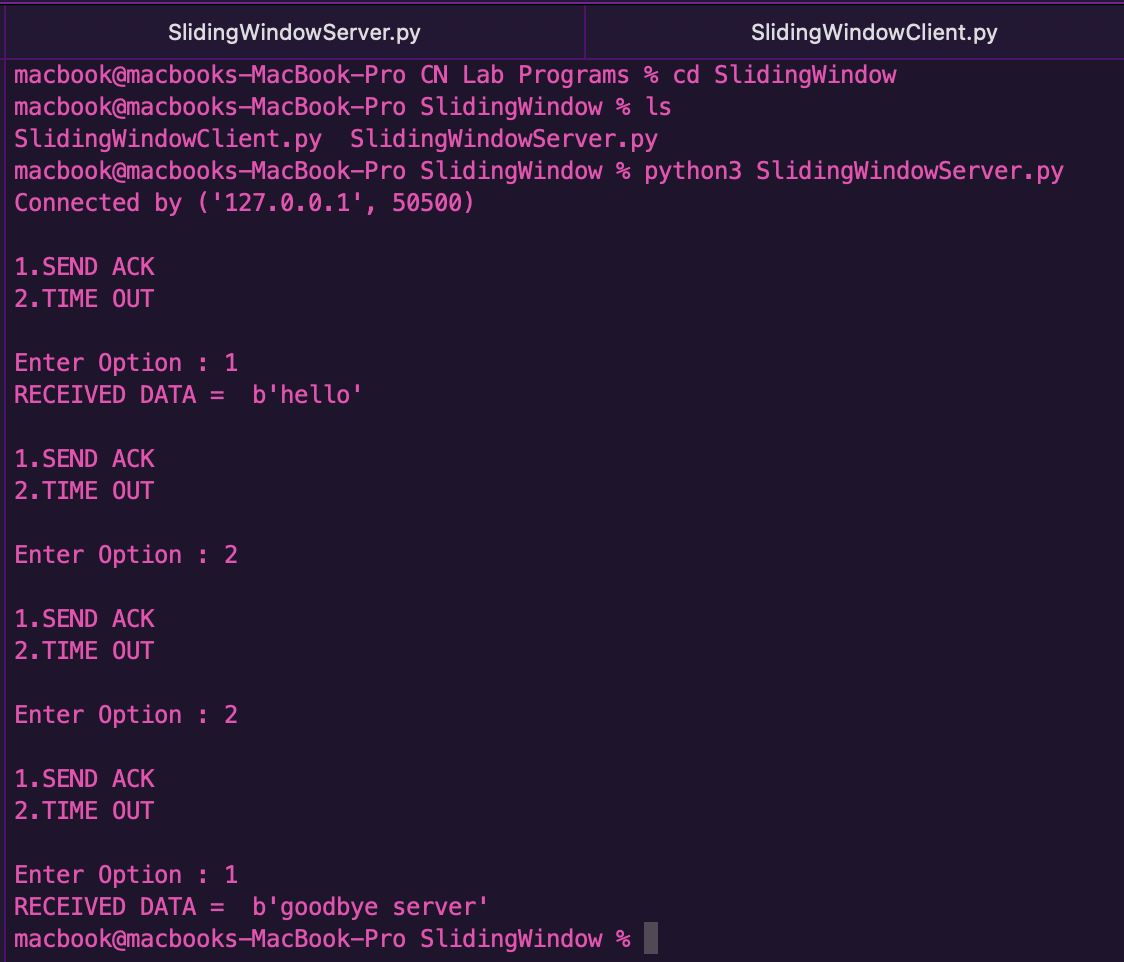 SlidingWindowServer.py
SlidingWindowClient.py
macbook@macbooks-MacBook-Pro CN Lab Programs % cd SlidingWindow
macbook@macbooks-MacBook-Pro SlidingWindow % ls
SlidingWindowClient.py  SlidingWindowServer.py
macbook@macbooks-MacBook-Pro SlidingWindow % python3 SlidingWindowServer.py
Connected by ('127.0.0.1', 50500)
1.SEND ACK
2.TIME OUT
Enter Option : 1
RECEIVED DATA =  b'hello'
1.SEND ACK
2.TIME OUT
Enter Option : 2
1.SEND ACK
2.TIME OUT
Enter Option : 2
1.SEND ACK
2.TIME OUT
Enter Option : 1
RECEIVED DATA =  b'goodbye server'
macbook@macbooks-MacBook-Pro SlidingWindow %